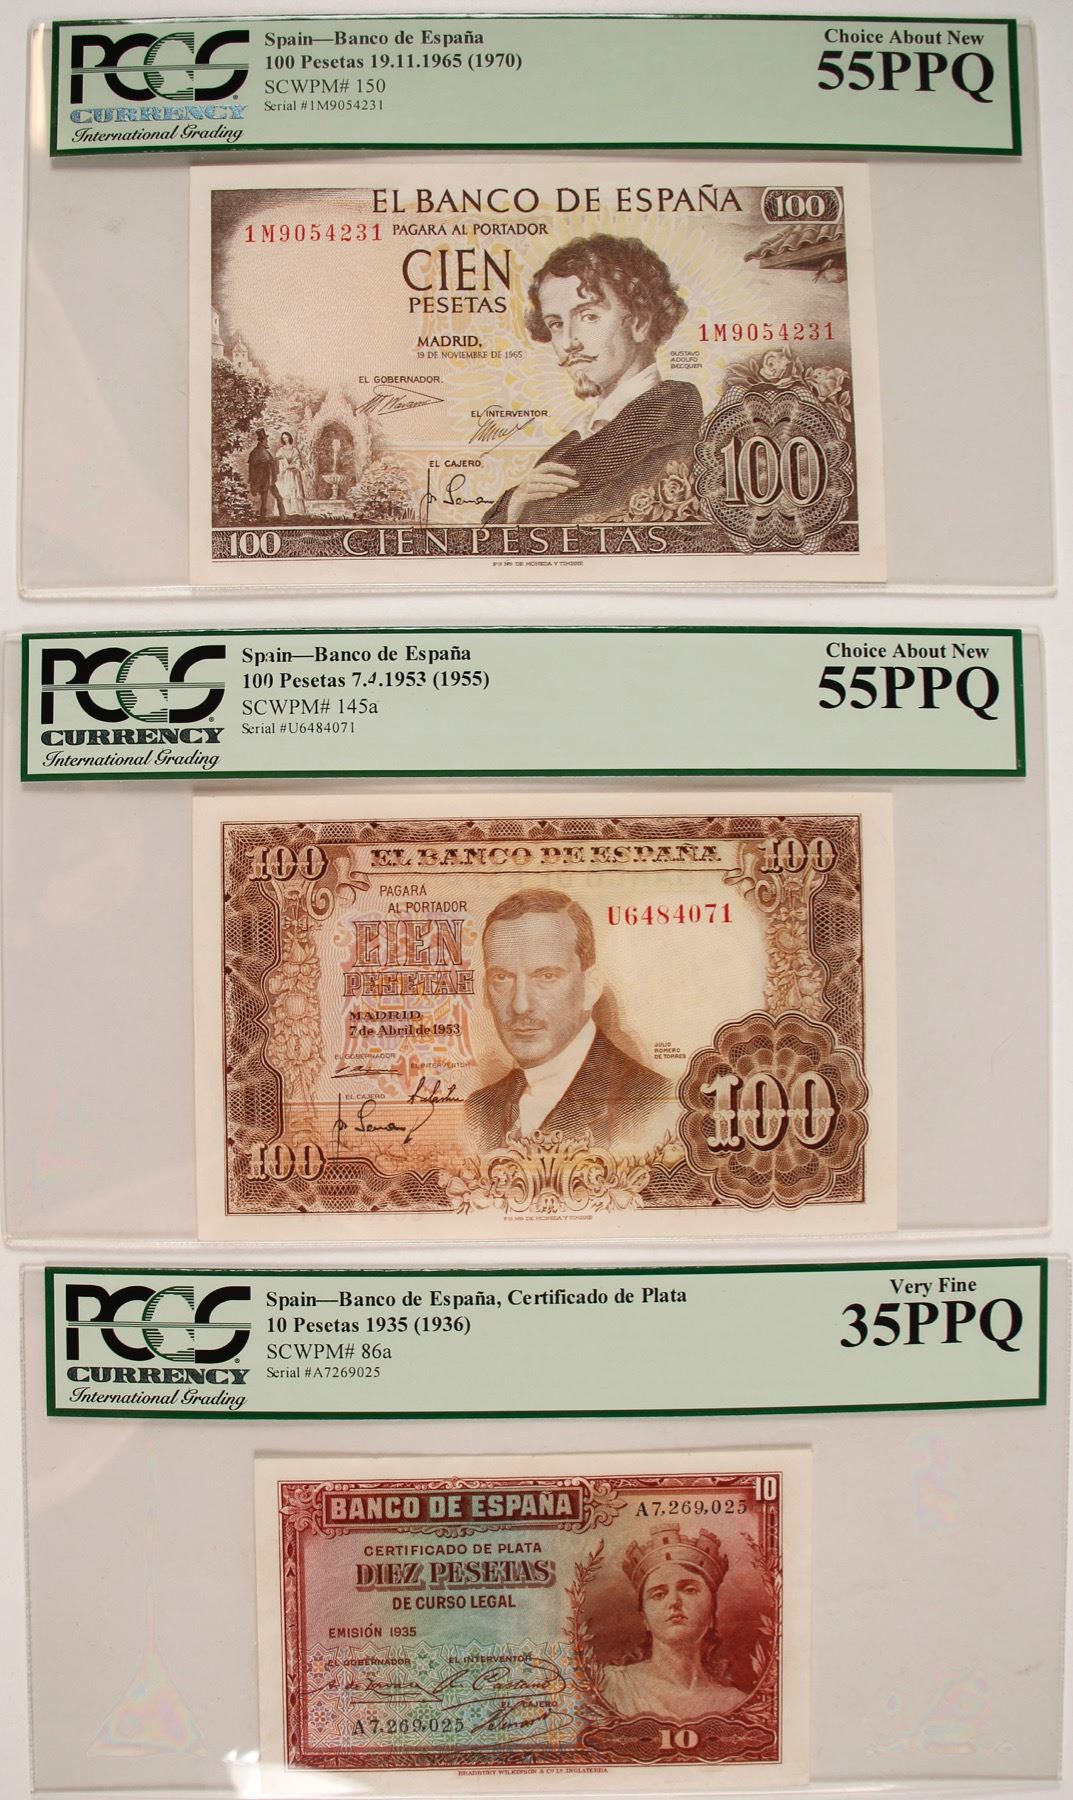 PCGS
CURRENCY
International Grading
Spain—Banco de España
100 Pesetas 19.11.1965 (1970)
SCWPM# 150
Serial #1M9054231
Choice About New
55PPQ
EL BANCO DE ESPAÑA
100
1M9054231
PAGARA AL PORTADOR
CIEN
PESETAS
MADRID,
19 DE NOVIEMBRE DE 1965
1M9054231
GUSTAVO
ADOLFO
BECQUER
EL GOBERNADOR.
EL INTERVENTOR
EL CAJERO,
100
100
CIEN PESETAS
DE MONEDA Y TIMBRE
PCGS
CURRENCY
International Grading
Spain—Banco de España
100 Pesetas 7.4.1953 (1955)
SCWPM# 145a
Serial #U6484071
Choice About New
55PPQ
100
EL BANCO DE ESPAÑA
100
PAGARA
AL PORTADOR
U6484071
CIEN
PESETAS
MADRID
7 de Abril de 1953
EL GOBERNADOR
EL INTERVENTOR
JULIO
ROMERO
DE TORRES
EL CAJERO
100
100
DE MONEDA Y TIMBRE
PCGS
CURRENCY
International Grading
Spain—Banco de España, Certificado de Plata
10 Pesetas 1935 (1936)
SCWPM# 86a
Serial #A7269025
Very Fine
35PPQ
10
BANCO DE ESPAÑA
A7,269,025
CERTIFICADO DE PLATA
DIEZ PESETAS
DE CURSO LEGAL
EMISIÓN 1935
EL GOBERNADOR
EL INTERVENTOR
EL CAJERO
A7,269,025
10
BRADBURY, WILKINSON & Cº Lᴰ. INGLATERRA